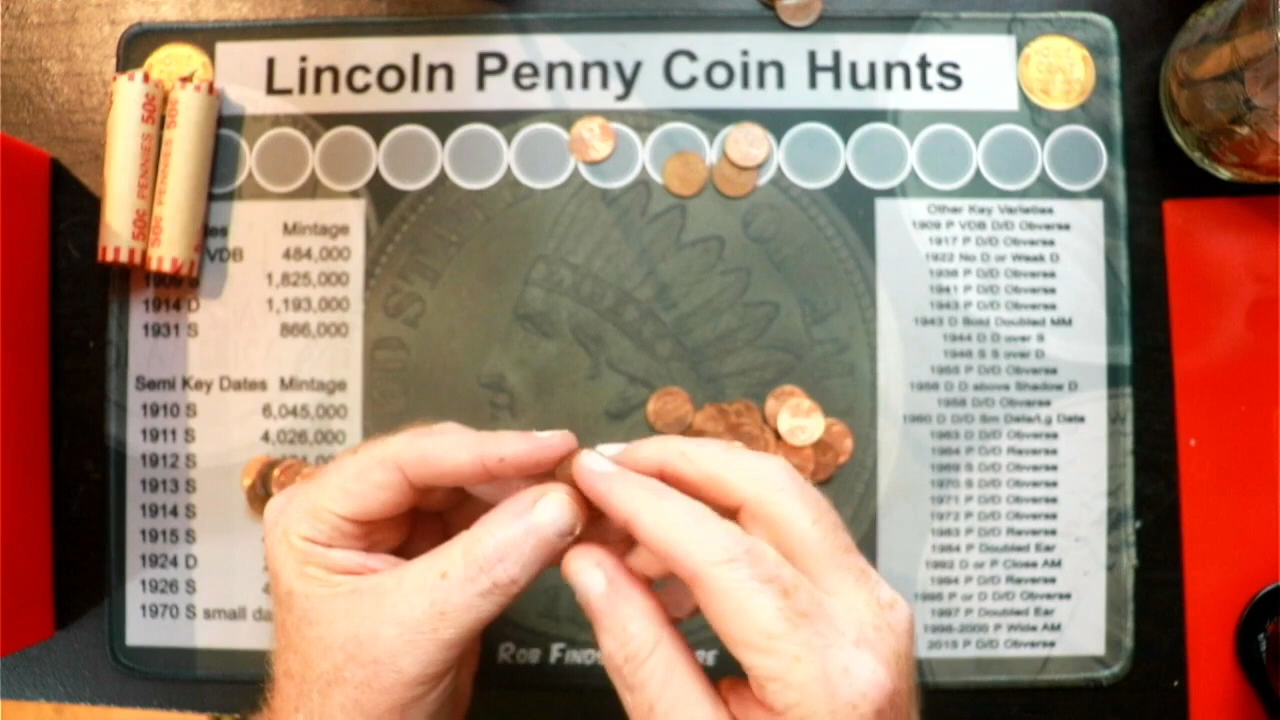 Lincoln Penny Coin Hunts
50¢ PENNIES 50¢
50¢ PENNIES 50¢
Mintage
VDB 484,000
1909 S 1,825,000
1914 D 1,193,000
1931 S 866,000
Semi Key Dates Mintage
1910 S 6,045,000
1911 S 4,026,000
1912 S
1913 S
1914 S
1915 S
1924 D
1926 S
1970 S small da
Other Key Varieties
1909 P VDB D/D Obverse
1917 P D/D Obverse
1922 No D or Weak D
1936 P D/D Obverse
1941 P D/D Obverse
1943 P D/D Obverse
1943 D Bold Doubled MM
1944 D D over S
1946 S S over D
1955 P D/D Obverse
1956 D D above Shadow D
1958 D/D Obverse
1960 D D/D Sm Date/Lg Date
1963 D D/D Obverse
1964 P D/D Reverse
1969 S D/D Obverse
1970 S D/D Obverse
1971 P D/D Obverse
1972 P D/D Obverse
1983 P D/D Reverse
1984 P Doubled Ear
1992 D or P Close AM
1994 P D/D Reverse
1995 P or D D/D Obverse
1997 P Doubled Ear
1998-2000 P Wide AM
2015 P D/D Obverse
Rob Finds